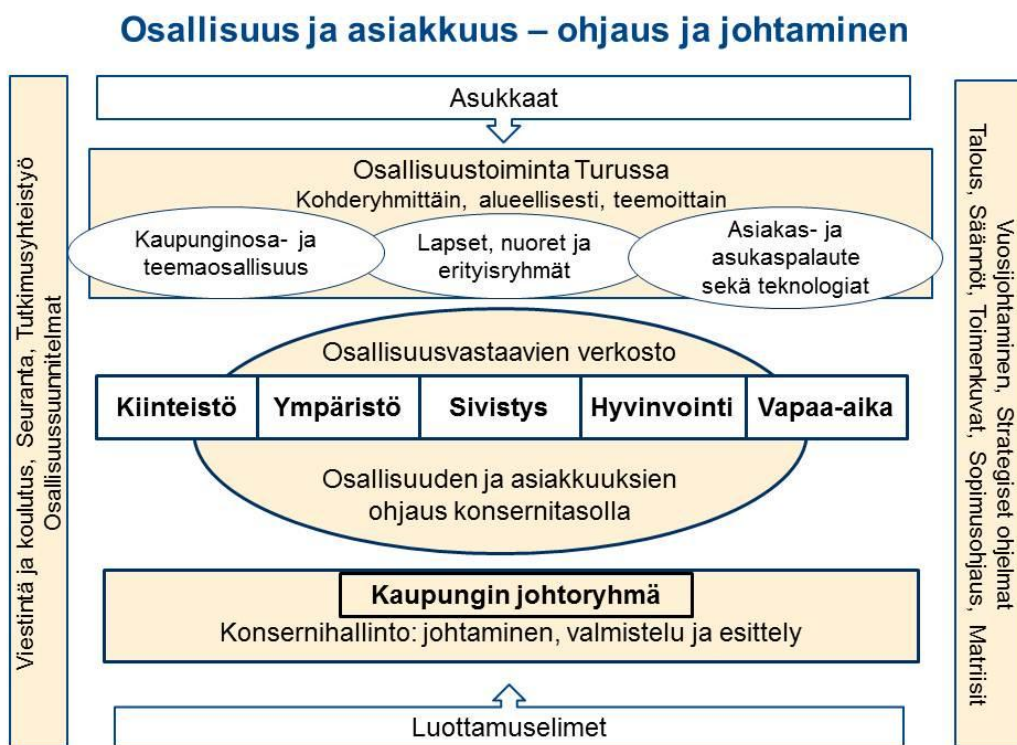 Osallisuus ja asiakkuus – ohjaus ja johtaminen
Viestintä ja koulutus, Seuranta, Tutkimusyhteistyö
Osallisuussuunnitelmat
Asukkaat
Osallisuustoiminta Turussa
Kohderyhmittäin, alueellisesti, teemoittain
Kaupunginosa- ja
teemaosallisuus
Lapset, nuoret ja
erityisryhmät
Asiakas- ja
asukaspalaute
sekä teknologiat
Osallisuusvastaavien verkosto
Kiinteistö
Ympäristö
Sivistys
Hyvinvointi
Vapaa-aika
Osallisuuden ja asiakkuuksien
ohjaus konsernitasolla
Kaupungin johtoryhmä
Konsernihallinto: johtaminen, valmistelu ja esittely
Luottamuselimet
Vuosijohtaminen, Strategiset ohjelmat
Talous, Säännöt, Toimenkuvat, Sopimusohjaus, Matriisit